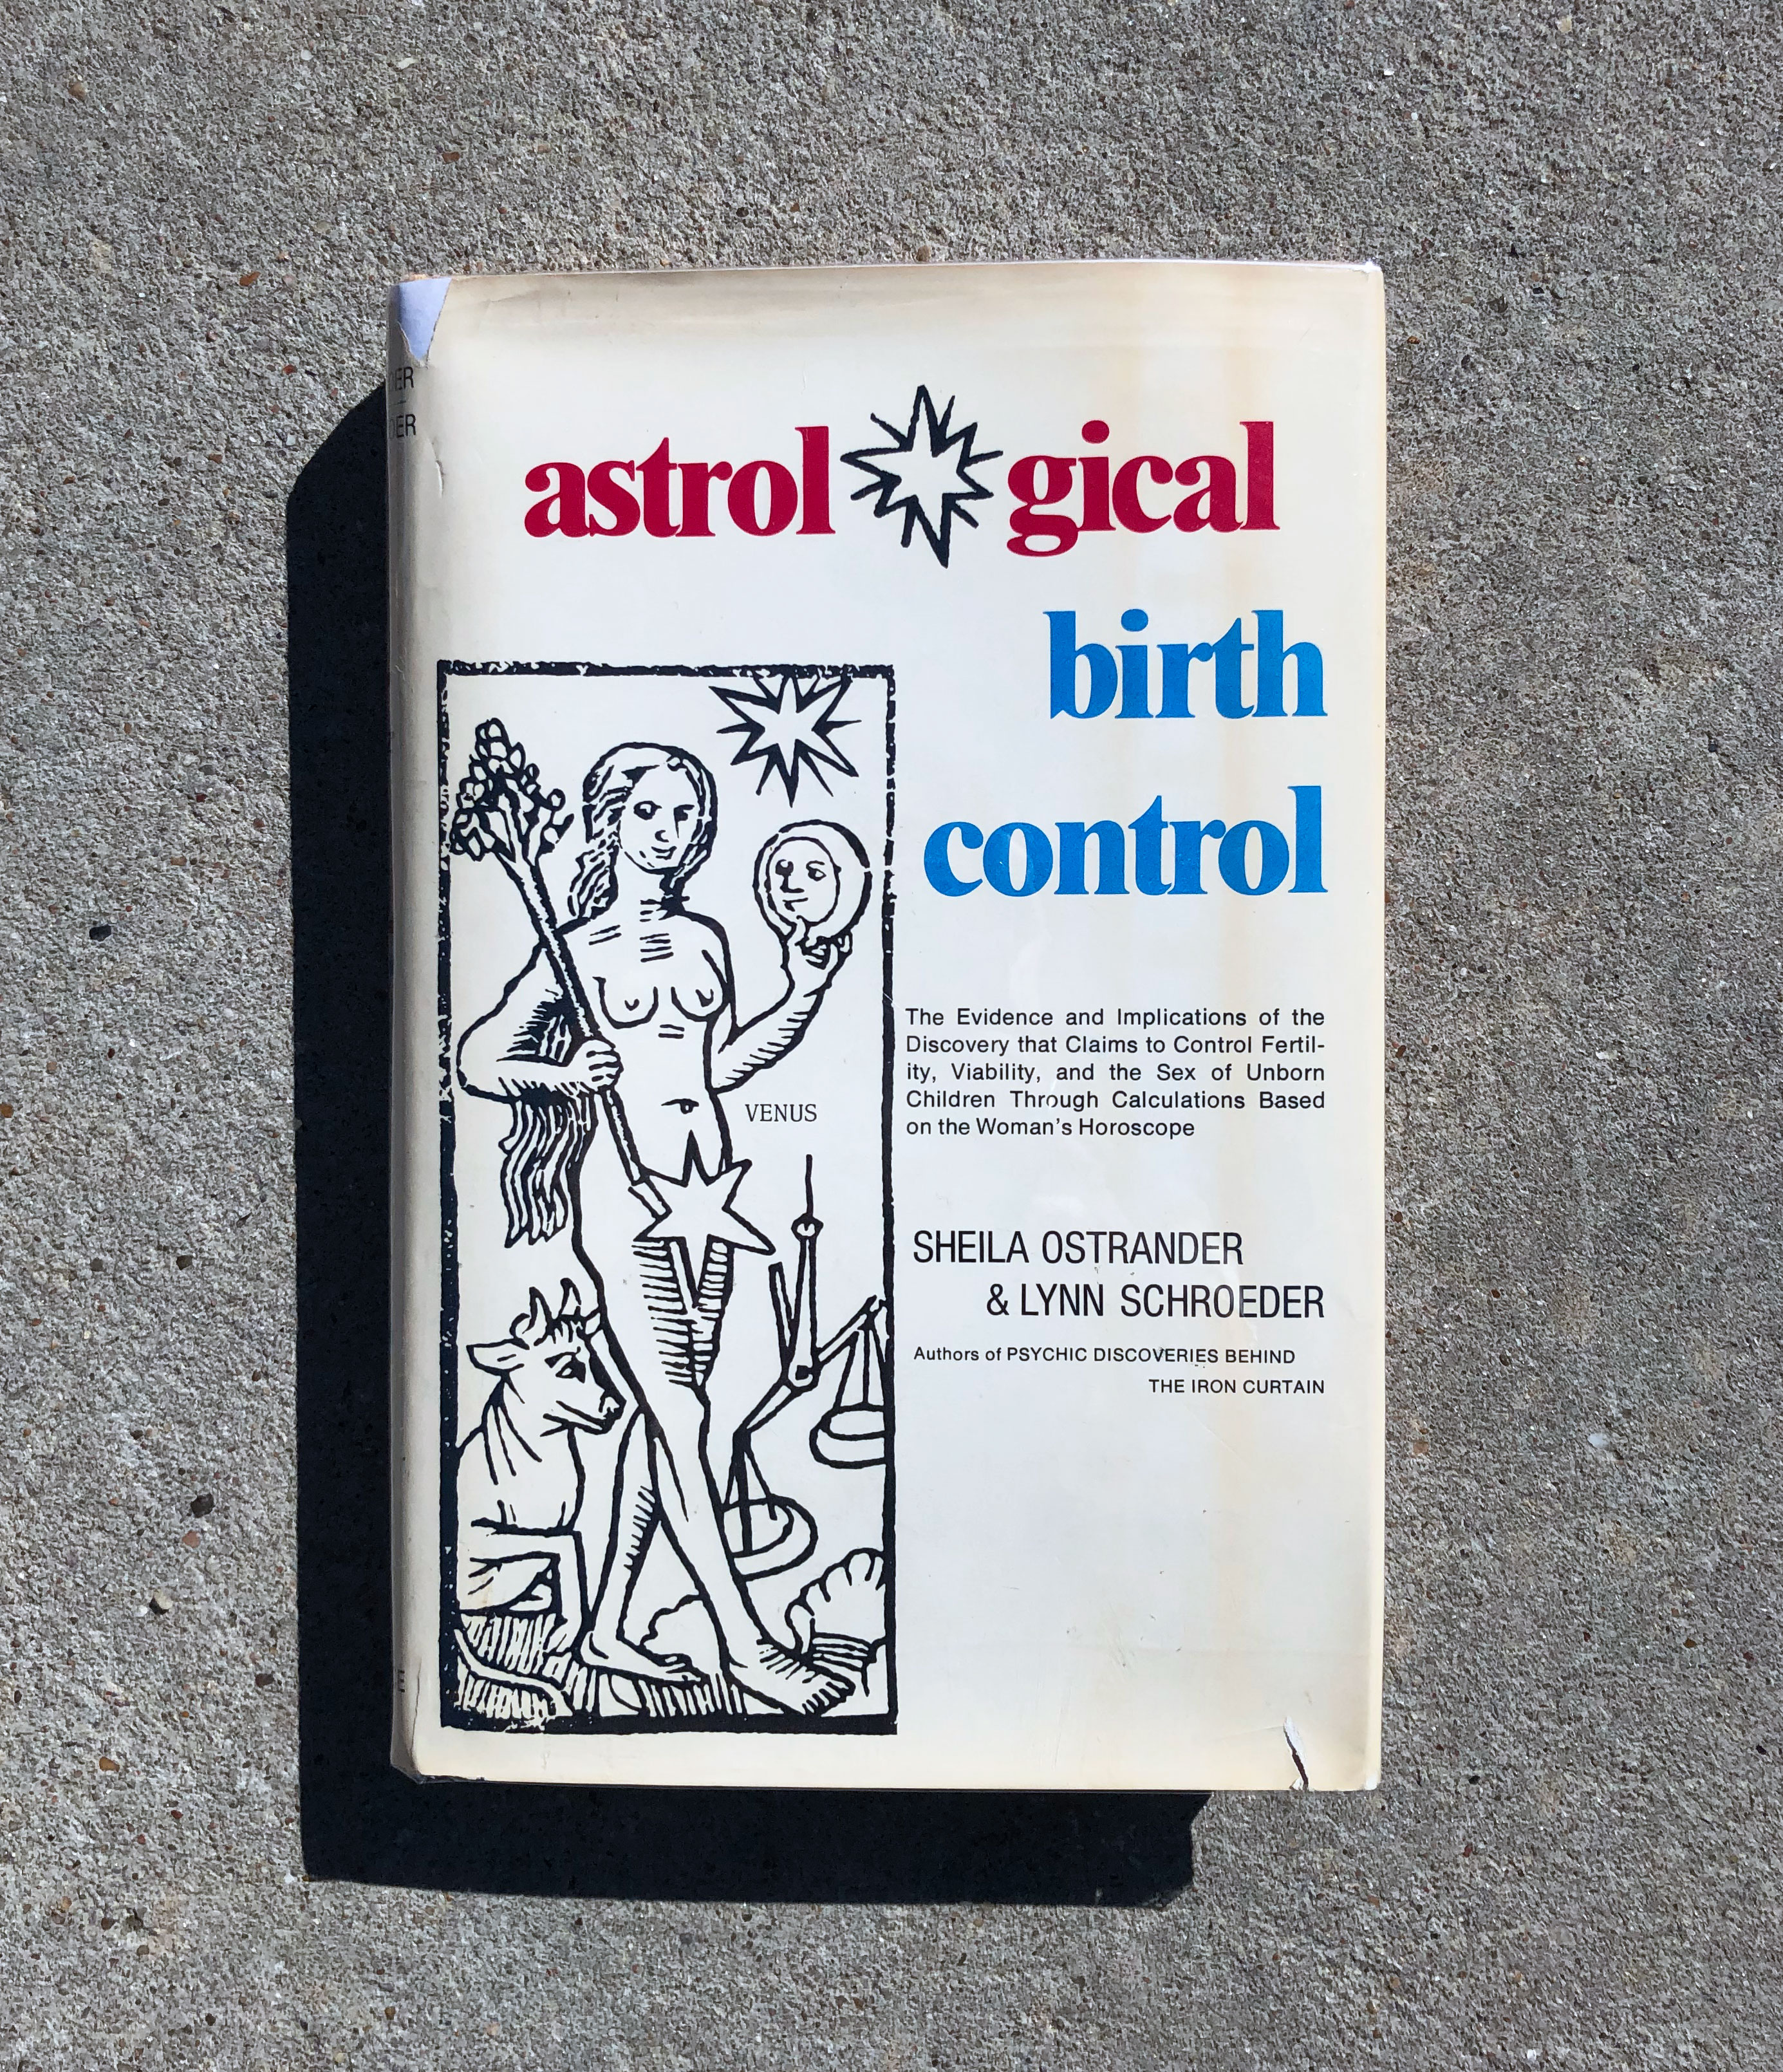 astrol gical
birth
control
VENUS
The Evidence and Implications of the
Discovery that Claims to Control Fertil-
ity, Viability, and the Sex of Unborn
Children Through Calculations Based
on the Woman's Horoscope
SHEILA OSTRANDER
& LYNN SCHROEDER
Authors of PSYCHIC DISCOVERIES BEHIND
THE IRON CURTAIN